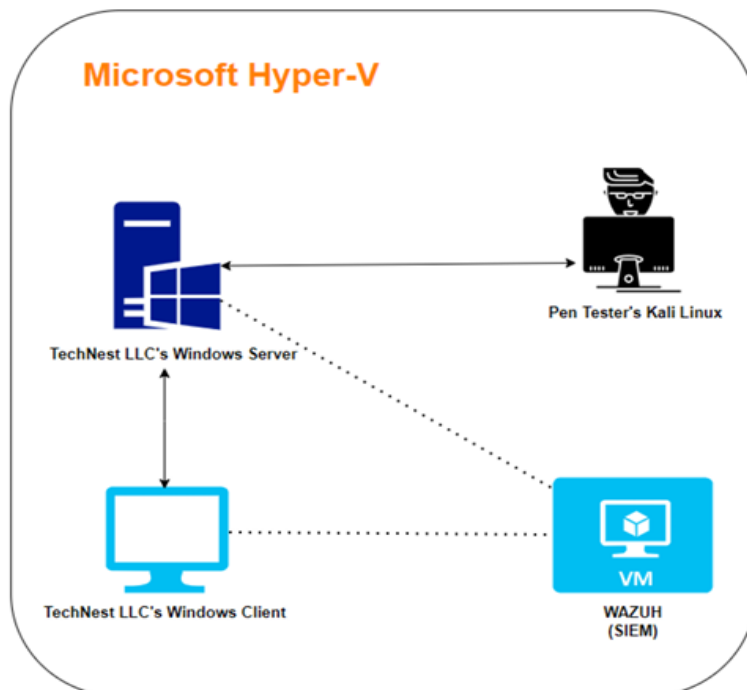 Microsoft Hyper-V
Pen Tester's Kali Linux
TechNest LLC's Windows Server
VM
TechNest LLC's Windows Client
WAZUH
(SIEM)